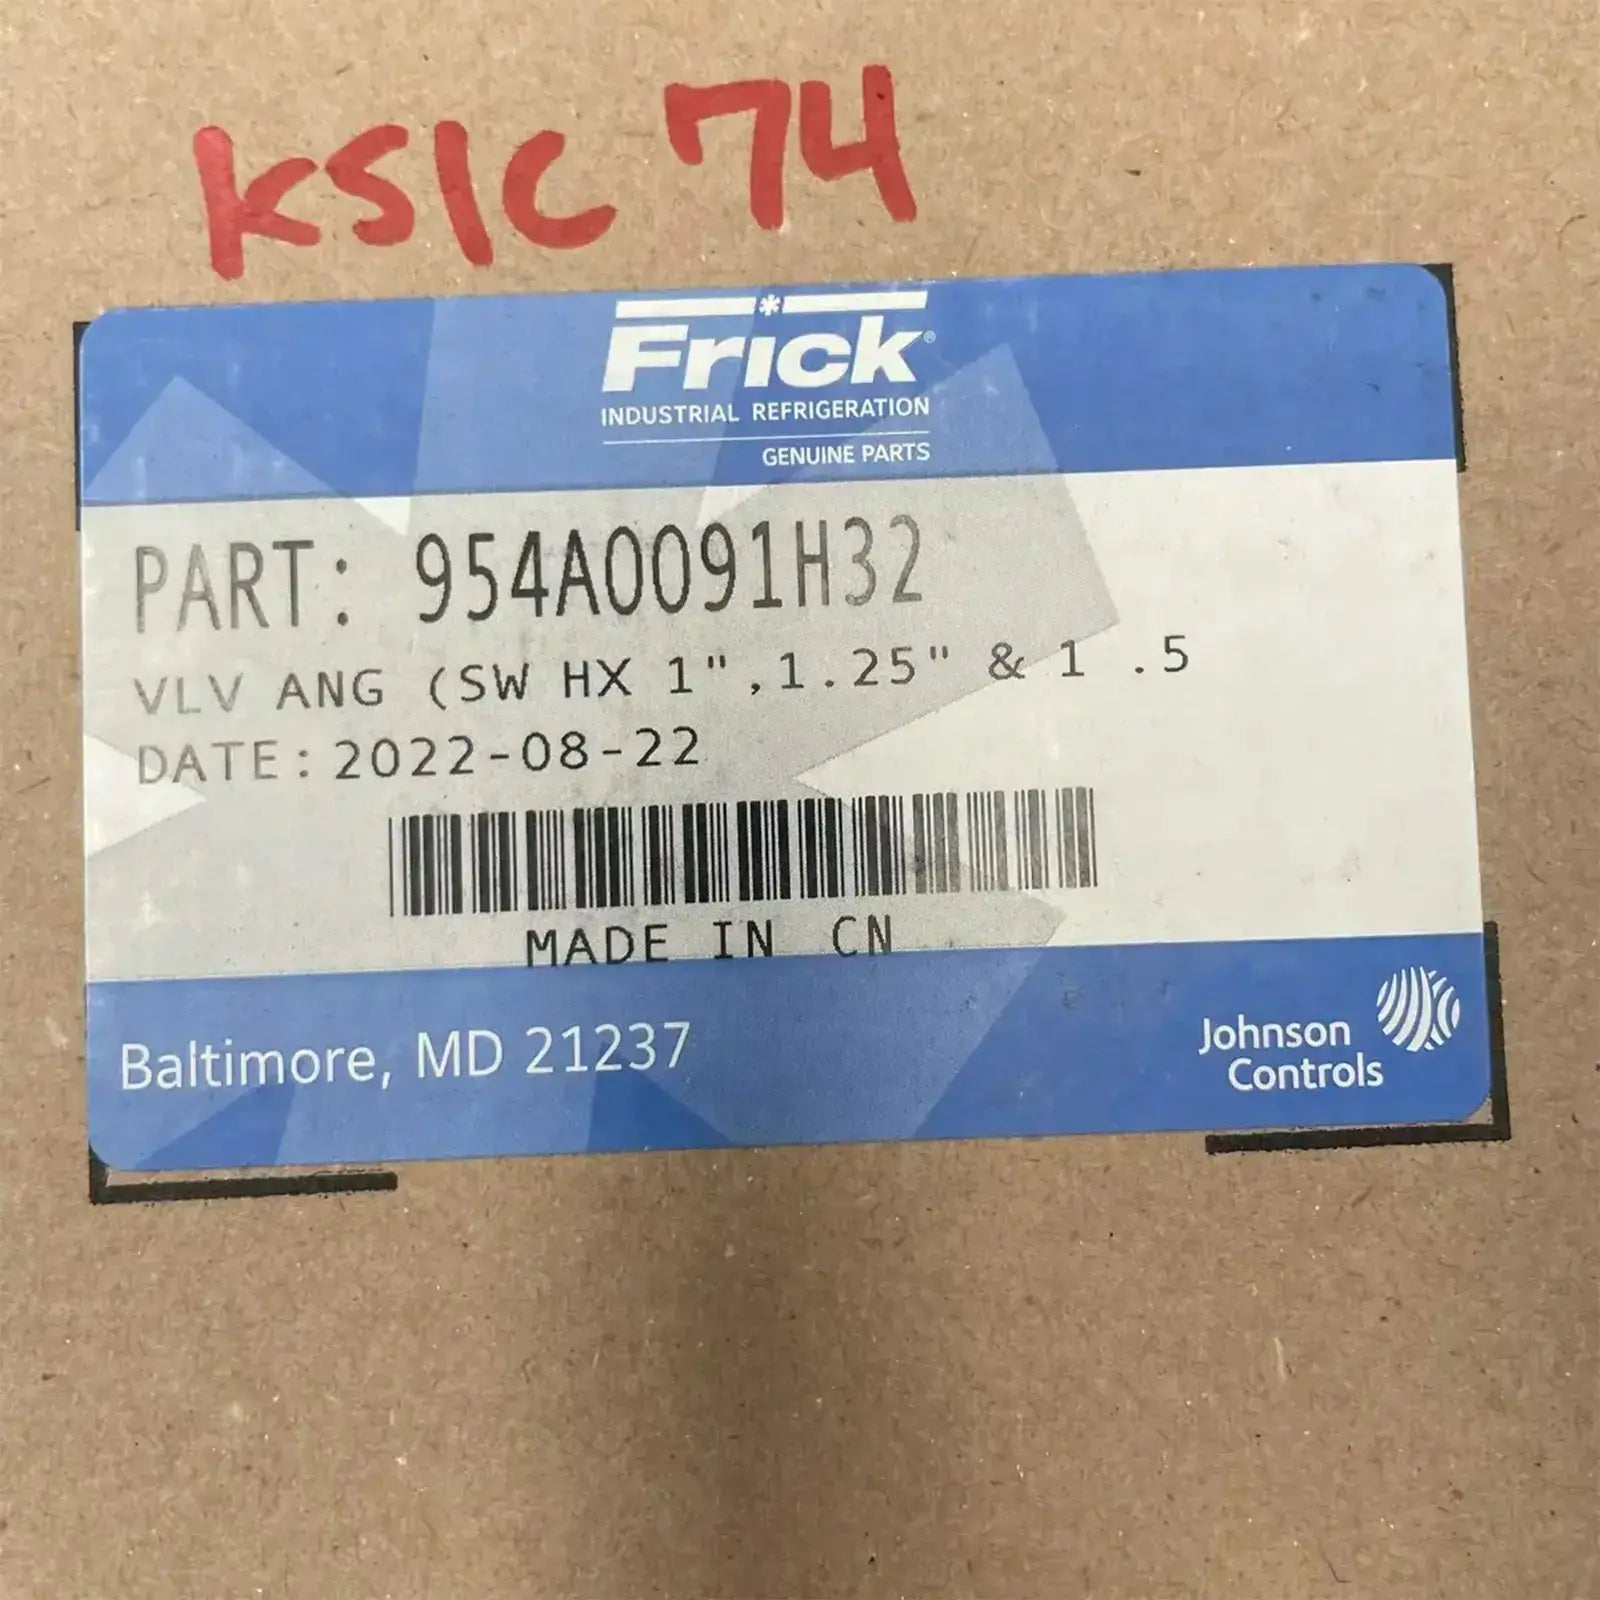 KSIC 74
Frick®
INDUSTRIAL REFRIGERATION
GENUINE PARTS
PART: 954A0091H32
VLV ANG (SW HX 1",1.25" & 1 .5
DATE:2022-08-22
MADE IN CN
Baltimore, MD 21237
Johnson
Controls